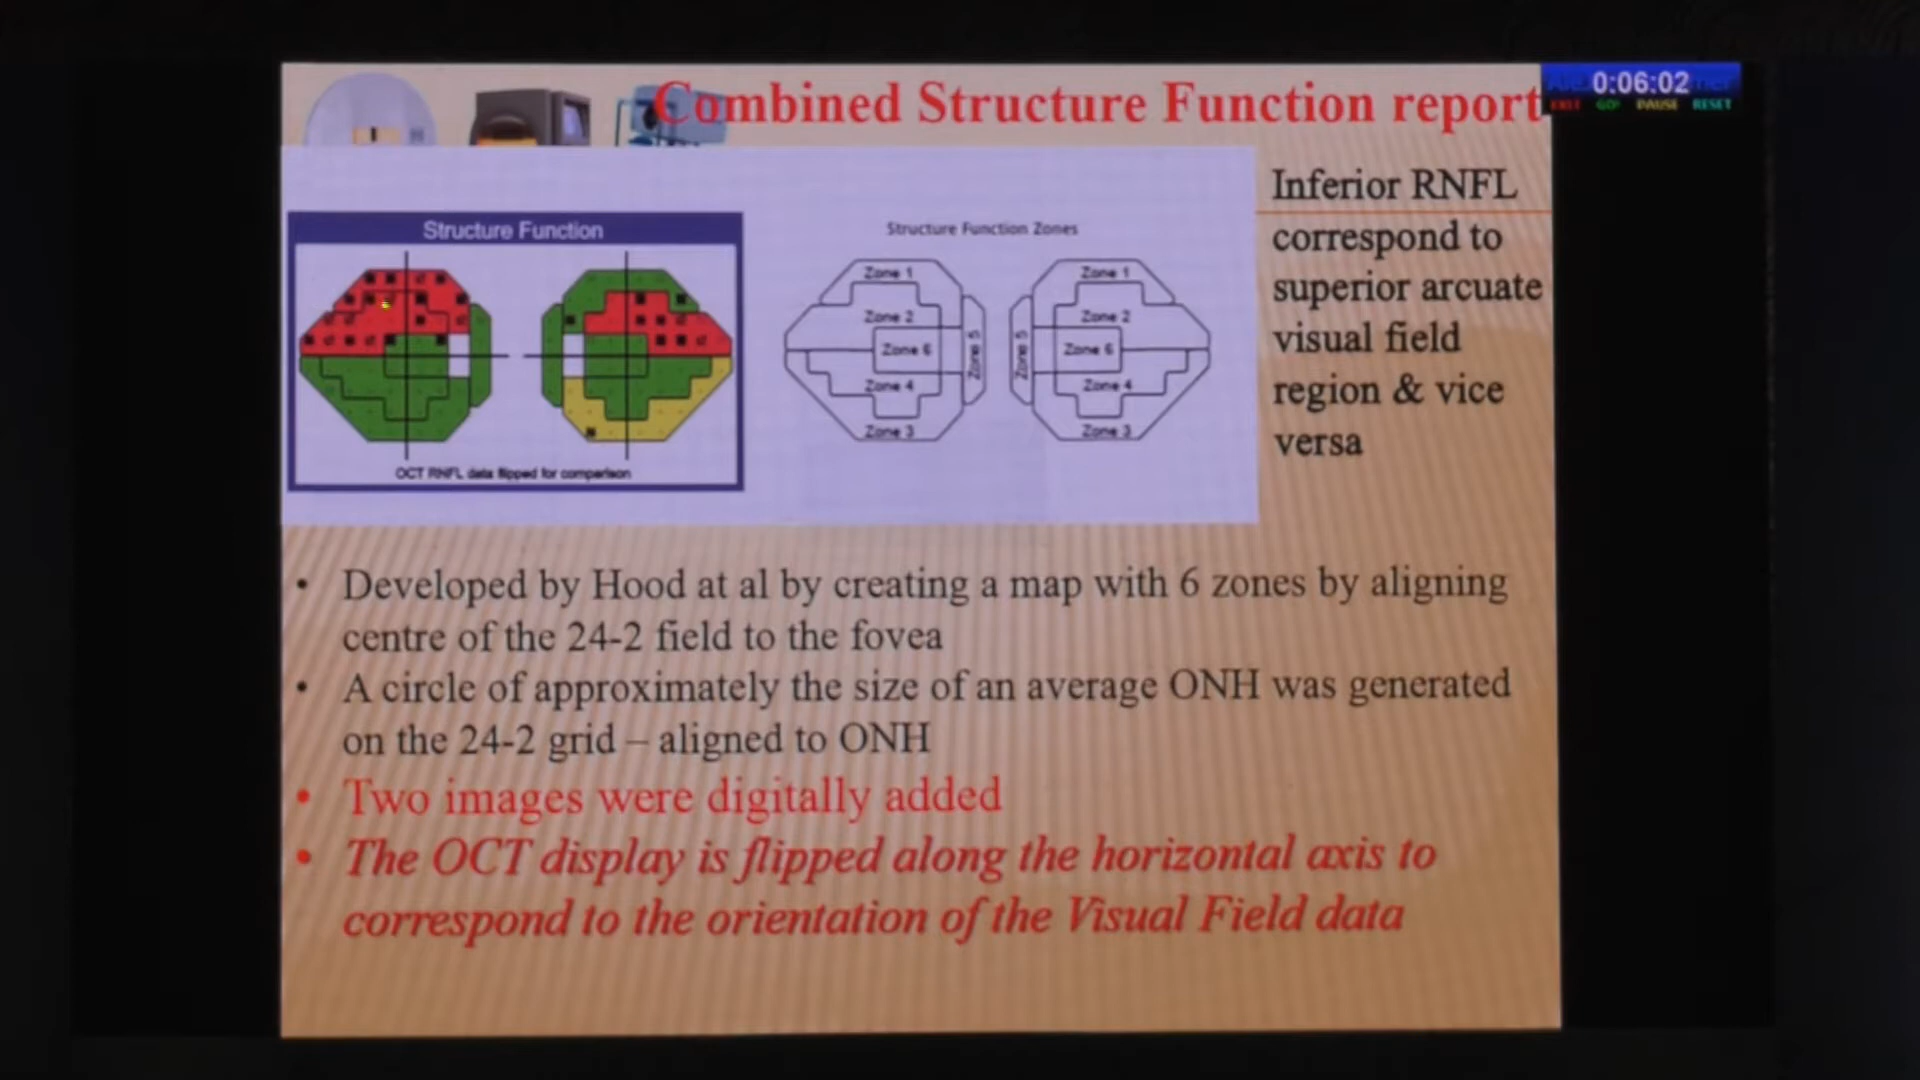 Combined Structure Function report
0:06:02
EXIT GO! PAUSE RESET
Structure Function
OCT RNFL data flipped for comparison
Structure Function Zones
Zone 1
Zone 2
Zone 6
Zone 5
Zone 4
Zone 3
Zone 1
Zone 2
Zone 5
Zone 6
Zone 4
Zone 3
Inferior RNFL
correspond to
superior arcuate
visual field
region & vice
versa
• Developed by Hood at al by creating a map with 6 zones by aligning
centre of the 24-2 field to the fovea
• A circle of approximately the size of an average ONH was generated
on the 24-2 grid – aligned to ONH
• Two images were digitally added
• The OCT display is flipped along the horizontal axis to
correspond to the orientation of the Visual Field data